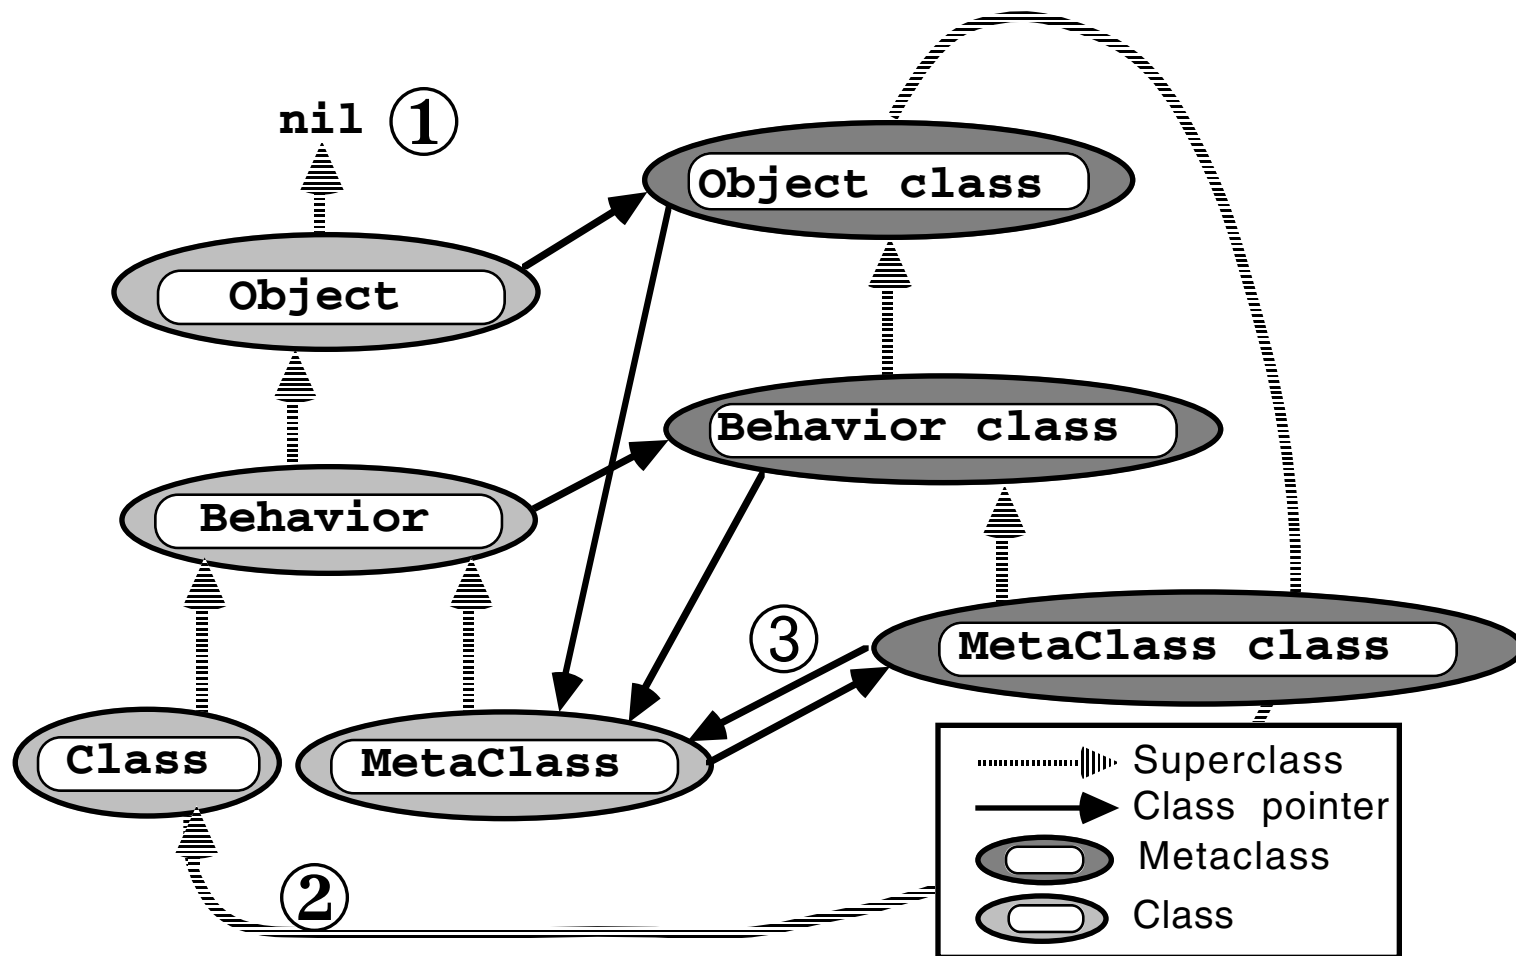 nil ①
Object class
Object
Behavior class
Behavior
③
MetaClass class
Class
MetaClass
②
Superclass
Class pointer
Metaclass
Class